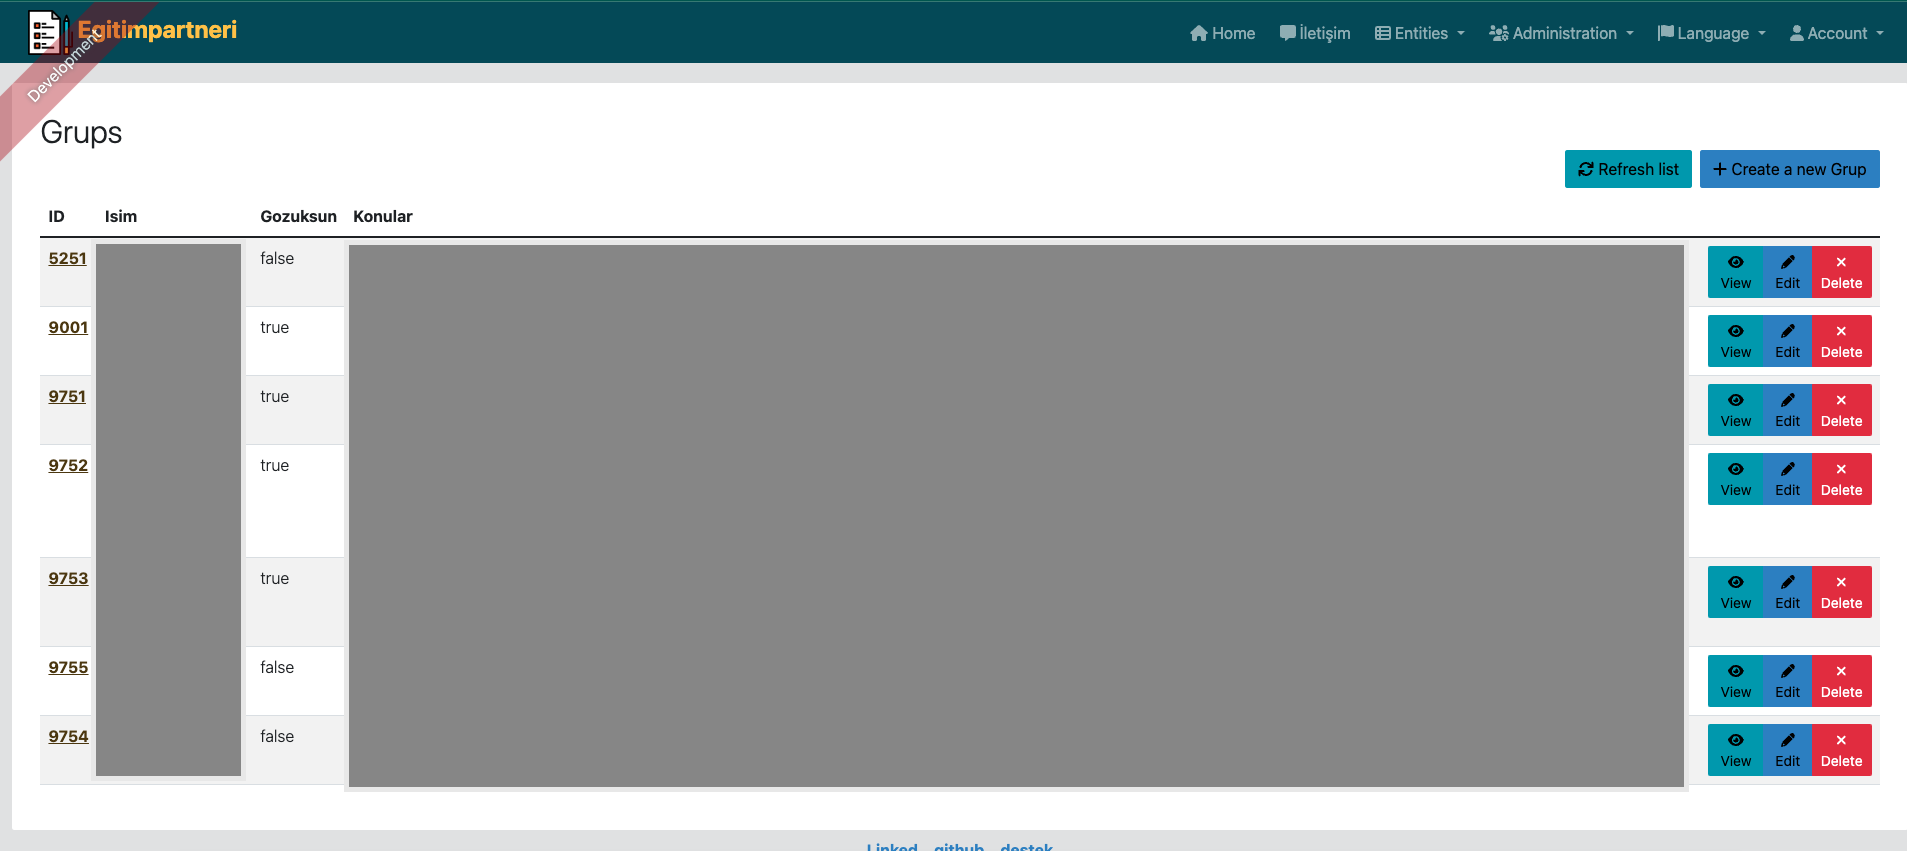 Egitimpartneri
Development
Home İletişim Entities Administration Language Account
Grups
Refresh list Create a new Grup
ID Isim Gozuksun Konular
5251 false View Edit Delete
9001 true View Edit Delete
9751 true View Edit Delete
9752 true View Edit Delete
9753 true View Edit Delete
9755 false View Edit Delete
9754 false View Edit Delete
Linked github destek